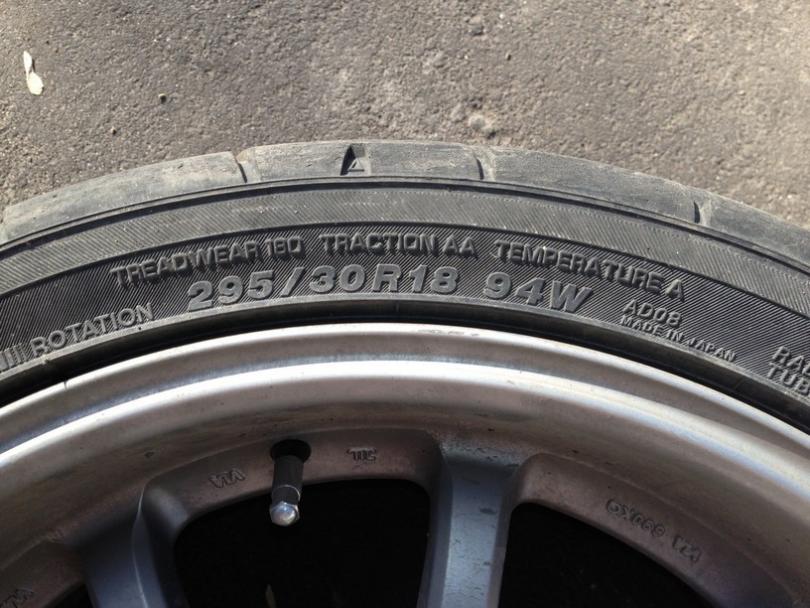 TREADWEAR 180 TRACTION AA TEMPERATURE A
ROTATION 295/30R18 94W AD08
MADE IN JAPAN